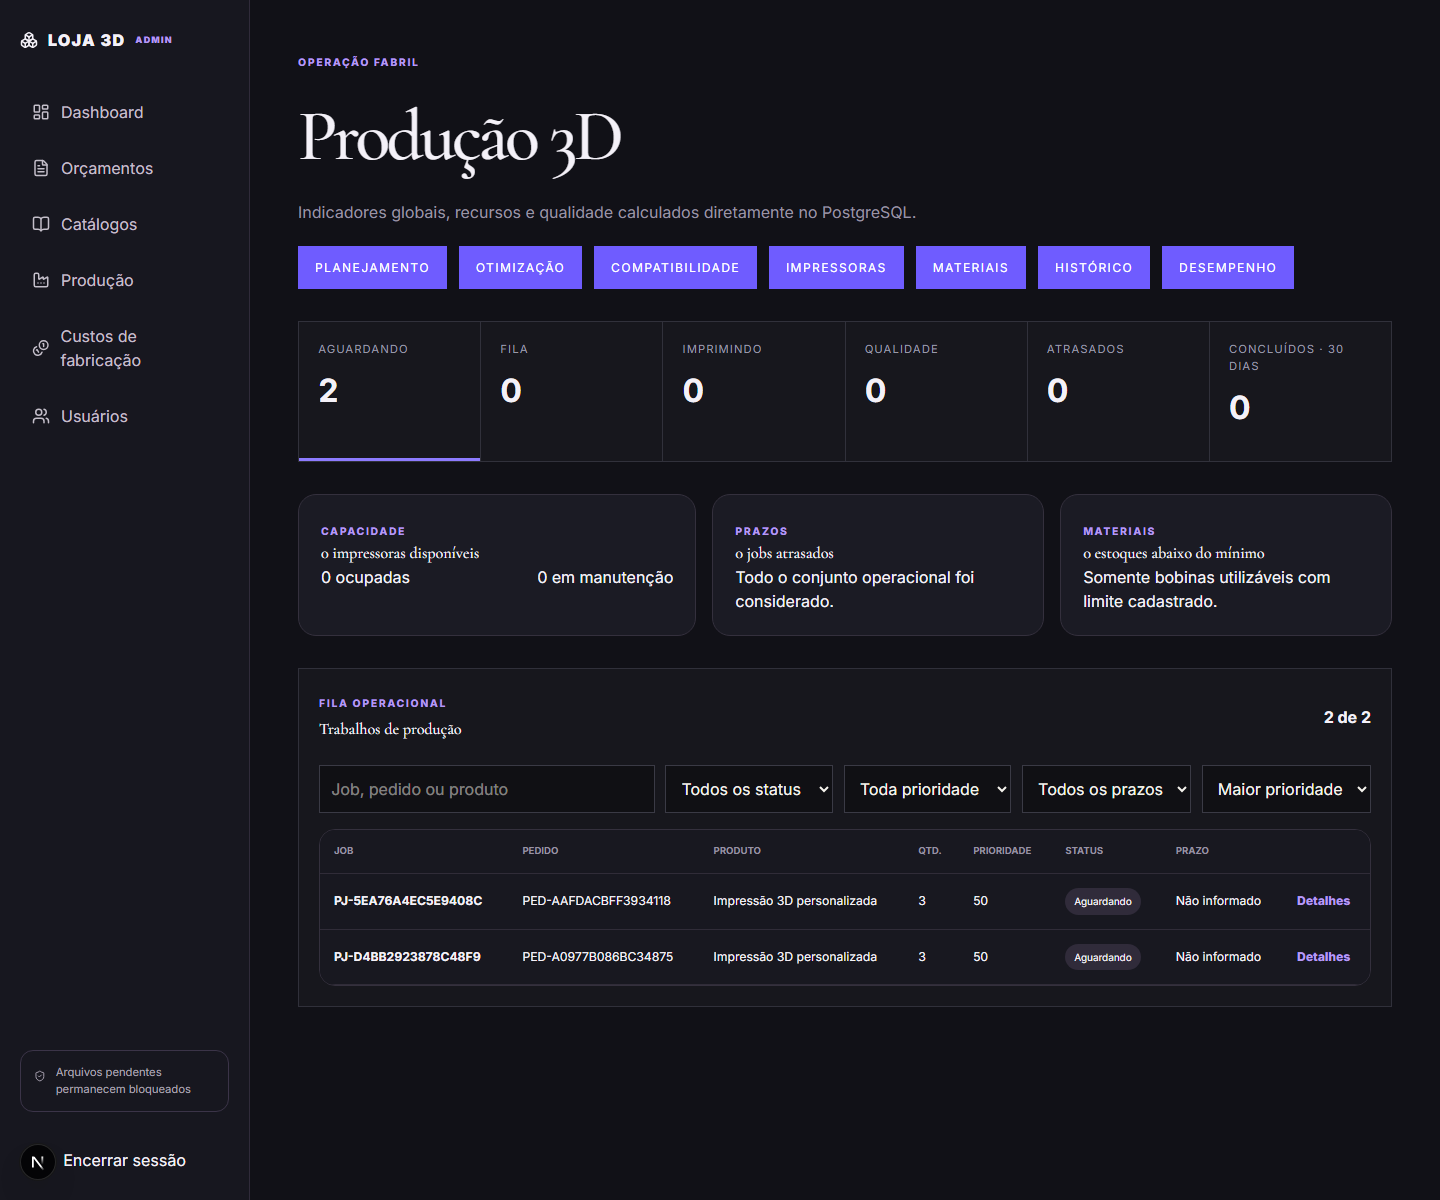 LOJA 3D ADMIN
Dashboard
Orçamentos
Catálogos
Produção
Custos de
fabricação
Usuários
Arquivos pendentes
permanecem bloqueados
N Encerrar sessão
OPERAÇÃO FABRIL
Produção 3D
Indicadores globais, recursos e qualidade calculados diretamente no PostgreSQL.
PLANEJAMENTO OTIMIZAÇÃO COMPATIBILIDADE IMPRESSORAS MATERIAIS HISTÓRICO DESEMPENHO
AGUARDANDO
2
FILA
0
IMPRIMINDO
0
QUALIDADE
0
ATRASADOS
0
CONCLUÍDOS · 30
DIAS
0
CAPACIDADE
0 impressoras disponíveis
0 ocupadas 0 em manutenção
PRAZOS
0 jobs atrasados
Todo o conjunto operacional foi
considerado.
MATERIAIS
0 estoques abaixo do mínimo
Somente bobinas utilizáveis com
limite cadastrado.
FILA OPERACIONAL
Trabalhos de produção
2 de 2
Job, pedido ou produto Todos os status Toda prioridade Todos os prazos Maior prioridade
JOB PEDIDO PRODUTO QTD. PRIORIDADE STATUS PRAZO
PJ-5EA76A4EC5E9408C PED-AAFDACBFF3934118 Impressão 3D personalizada 3 50 Aguardando Não informado Detalhes
PJ-D4BB2923878C48F9 PED-A0977B086BC34875 Impressão 3D personalizada 3 50 Aguardando Não informado Detalhes